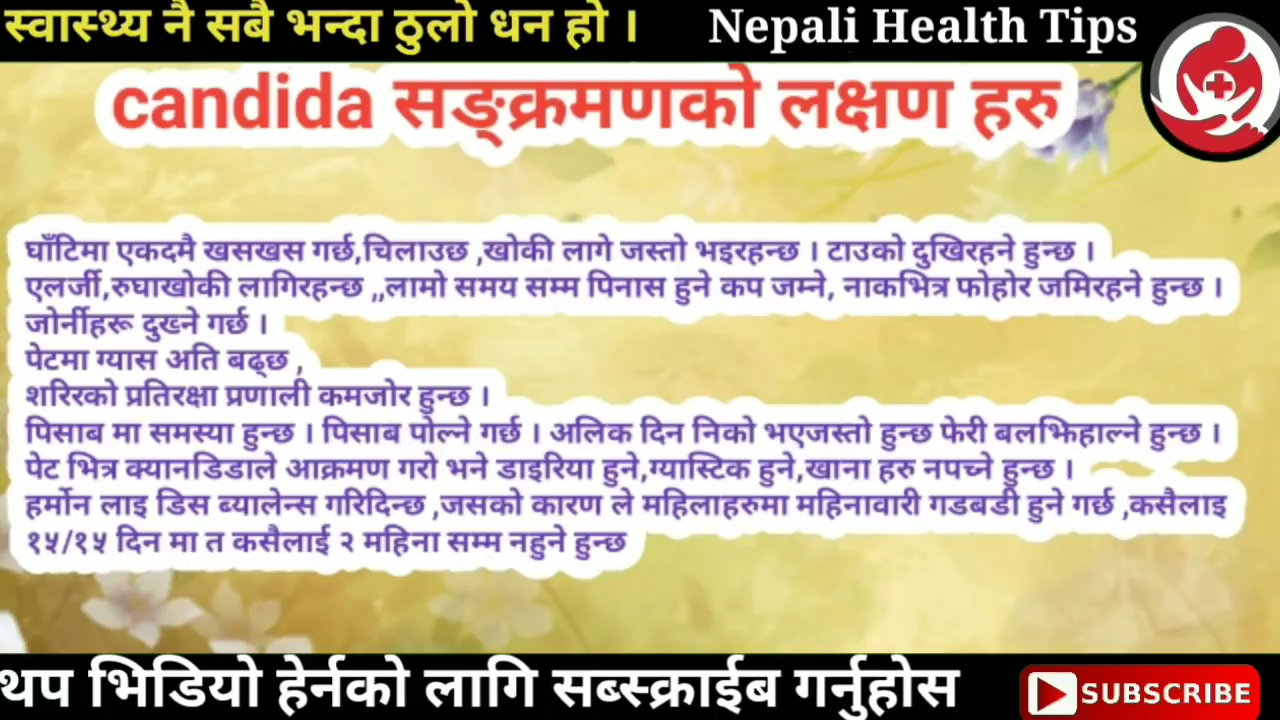 स्वास्थ्य नै सबै भन्दा ठुलो धन हो ।
Nepali Health Tips
candida सङ्क्रमणको लक्षण हरु
घाँटिमा एकदमै खसखस गर्छ,चिलाउछ ,खोकी लागे जस्तो भइरहन्छ । टाउको दुखिरहने हुन्छ ।
एलर्जी,रुघाखोकी लागिरहन्छ ,,लामो समय सम्म पिनास हुने कप जम्ने, नाकभित्र फोहोर जमिरहने हुन्छ ।
जोर्नीहरू दुख्ने गर्छ ।
पेटमा ग्यास अति बढ्छ ,
शरिरको प्रतिरक्षा प्रणाली कमजोर हुन्छ ।
पिसाब मा समस्या हुन्छ । पिसाब पोल्ने गर्छ । अलिक दिन निको भएजस्तो हुन्छ फेरी बलझिहाल्ने हुन्छ ।
पेट भित्र क्यानडिडाले आक्रमण गरो भने डाइरिया हुने,ग्यास्टिक हुने,खाना हरु नपच्ने हुन्छ ।
हर्मोन लाइ डिस ब्यालेन्स गरिदिन्छ ,जसको कारण ले महिलाहरुमा महिनावारी गडबडी हुने गर्छ ,कसैलाइ
१५/१५ दिन मा त कसैलाई २ महिना सम्म नहुने हुन्छ
थप भिडियो हेर्नको लागि सब्स्क्राईब गर्नुहोस
SUBSCRIBE